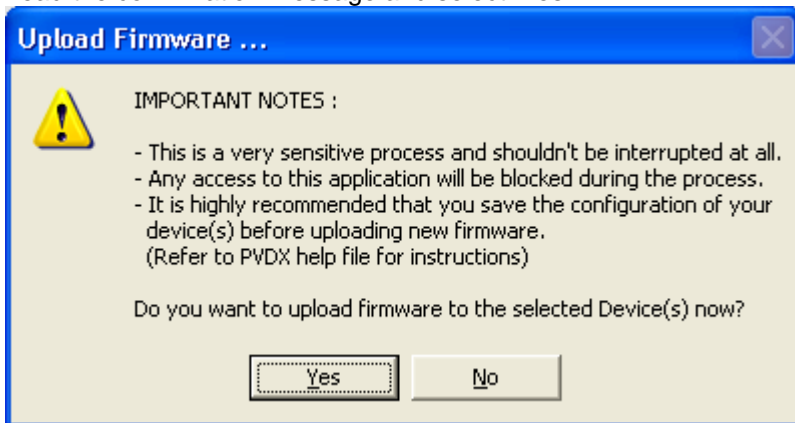 Upload Firmware ...
IMPORTANT NOTES :
- This is a very sensitive process and shouldn't be interrupted at all.
- Any access to this application will be blocked during the process.
- It is highly recommended that you save the configuration of your
device(s) before uploading new firmware.
(Refer to PVDX help file for instructions)
Do you want to upload firmware to the selected Device(s) now?
Yes
No